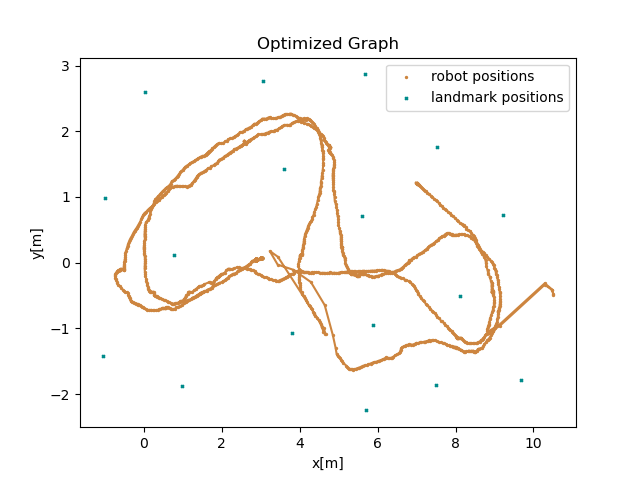 Optimized Graph
robot positions
landmark positions
3
2
1
0
−1
−2
y[m]
0
2
4
6
8
10
x[m]